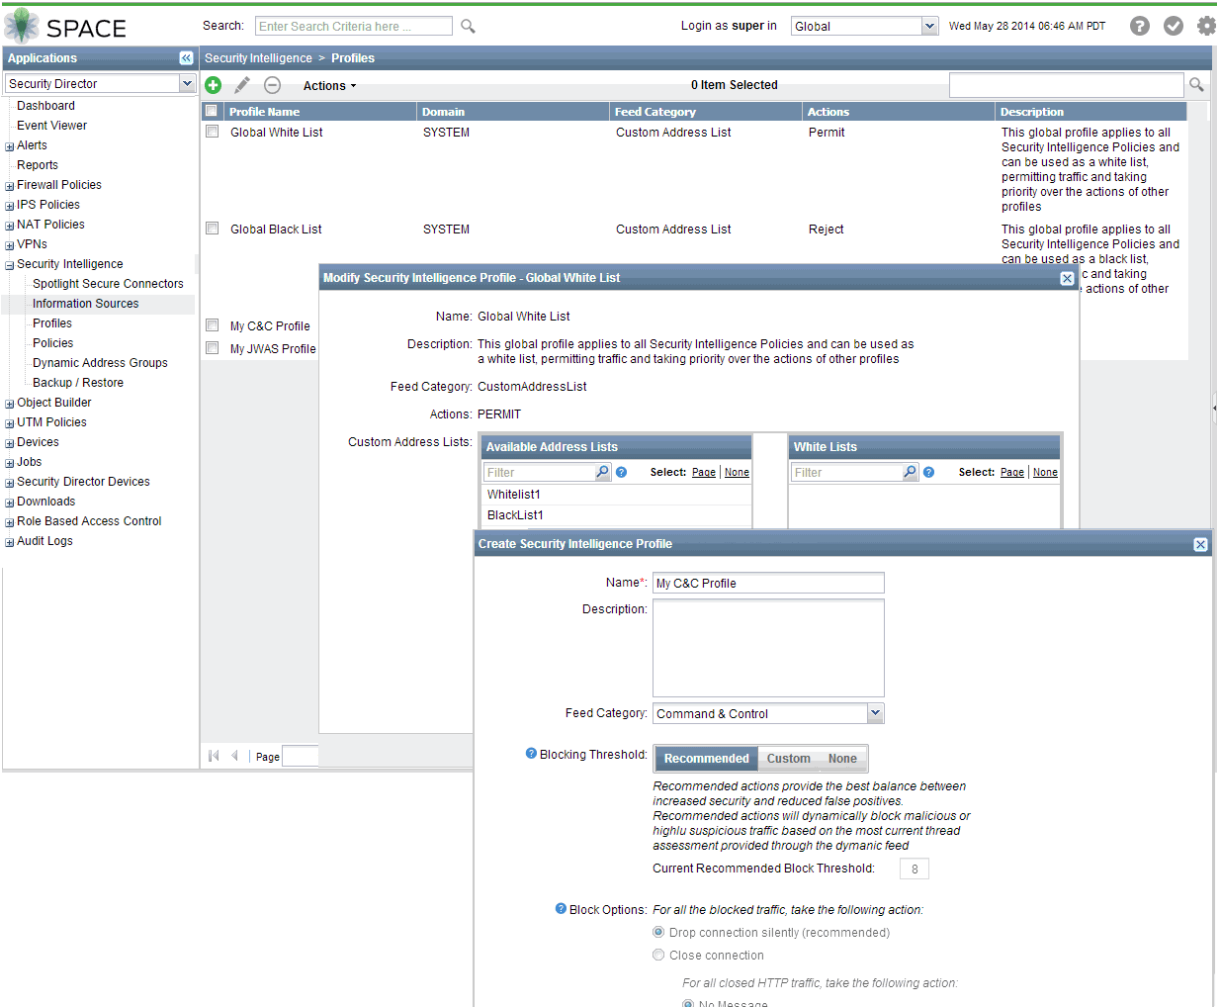 SPACE
Search: Enter Search Criteria here ...
Login as super in Global
Wed May 28 2014 06:46 AM PDT
Applications
Security Director
Dashboard
Event Viewer
Alerts
Reports
Firewall Policies
IPS Policies
NAT Policies
VPNs
Security Intelligence
Spotlight Secure Connectors
Information Sources
Profiles
Policies
Dynamic Address Groups
Backup / Restore
Object Builder
UTM Policies
Devices
Jobs
Security Director Devices
Downloads
Role Based Access Control
Audit Logs
Security Intelligence > Profiles
Actions
0 Item Selected
Profile Name Domain Feed Category Actions Description
Global White List SYSTEM Custom Address List Permit This global profile applies to all
Security Intelligence Policies and
can be used as a white list,
permitting traffic and taking
priority over the actions of other
profiles
Global Black List SYSTEM Custom Address List Reject This global profile applies to all
Security Intelligence Policies and
can be used as a black list,
c and taking
actions of other
My C&C Profile
My JWAS Profile
Page
Modify Security Intelligence Profile - Global White List
Name: Global White List
Description: This global profile applies to all Security Intelligence Policies and can be used as
a white list, permitting traffic and taking priority over the actions of other profiles
Feed Category: CustomAddressList
Actions: PERMIT
Custom Address Lists:
Available Address Lists
Filter Select: Page | None
Whitelist1
BlackList1
White Lists
Filter Select: Page | None
Create Security Intelligence Profile
Name*: My C&C Profile
Description:
Feed Category: Command & Control
Blocking Threshold: Recommended Custom None
Recommended actions provide the best balance between
increased security and reduced false positives.
Recommended actions will dynamically block malicious or
highlu suspicious traffic based on the most current thread
assessment provided through the dymanic feed
Current Recommended Block Threshold: 8
Block Options: For all the blocked traffic, take the following action:
Drop connection silently (recommended)
Close connection
For all closed HTTP traffic, take the following action:
No Message